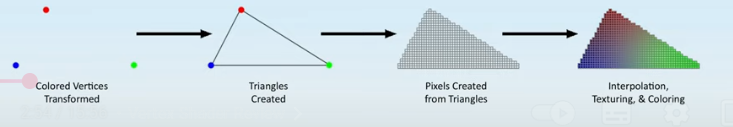 Colored Vertices
Transformed
Triangles
Created
Pixels Created
from Triangles
Interpolation,
Texturing, & Coloring